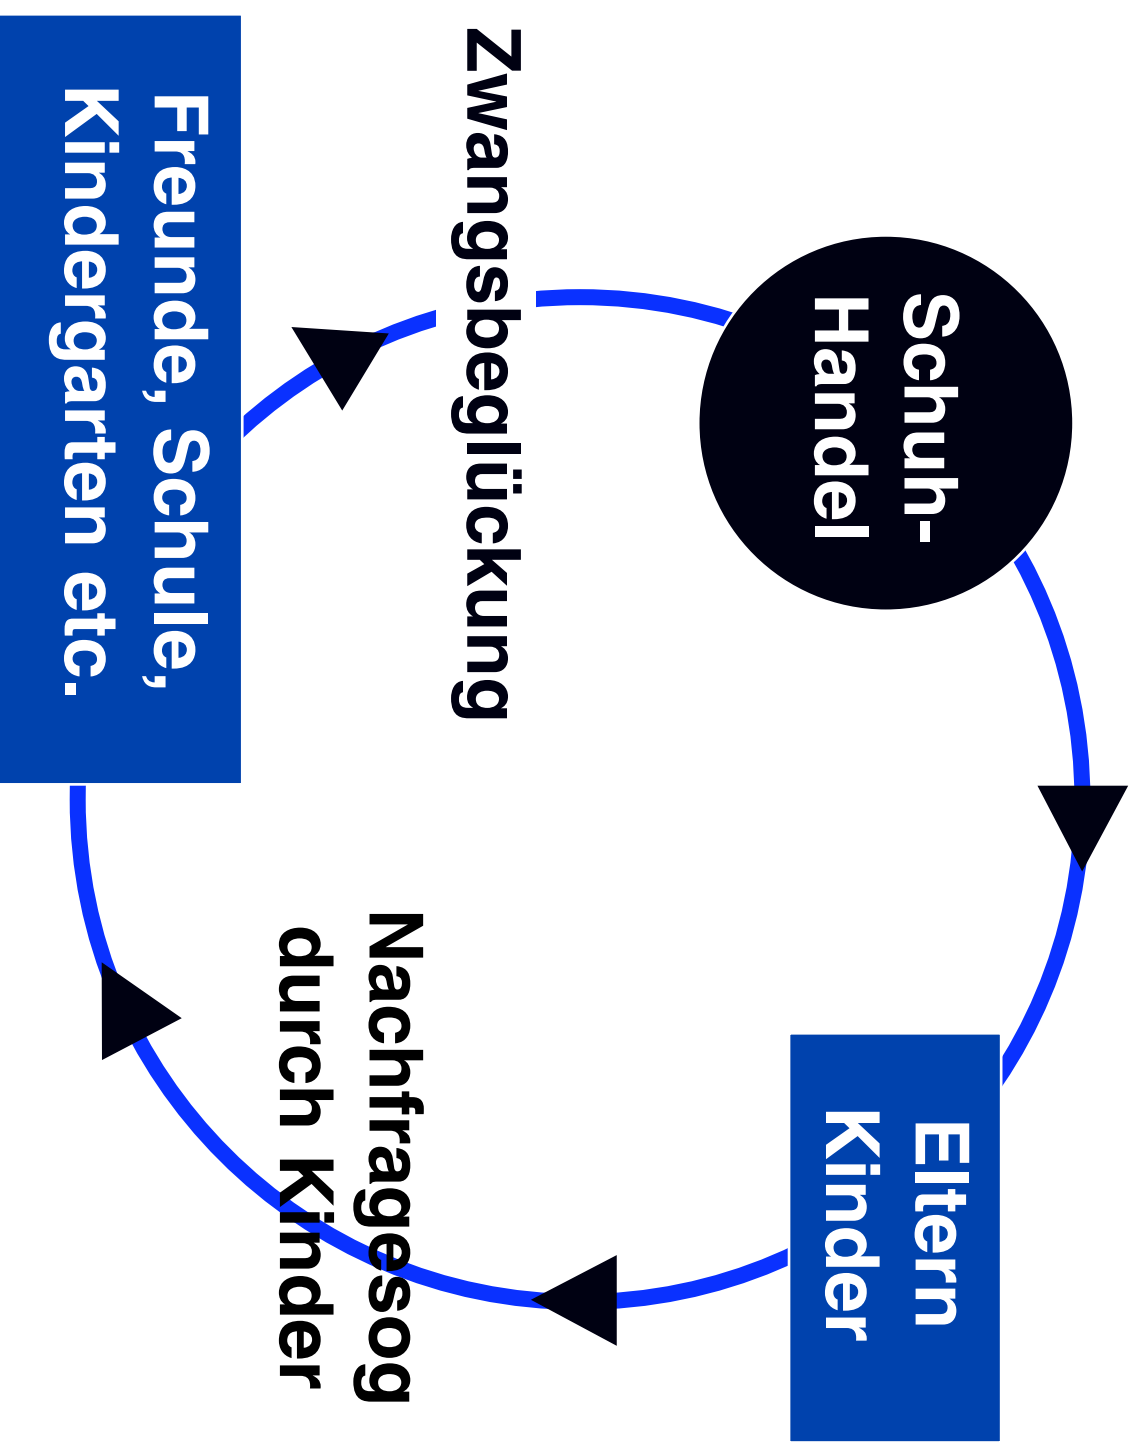 Schuh-
Handel
Eltern
Kinder
Zwangsbeglückung
Nachfragesog
durch Kinder
Freunde, Schule,
Kindergarten etc.